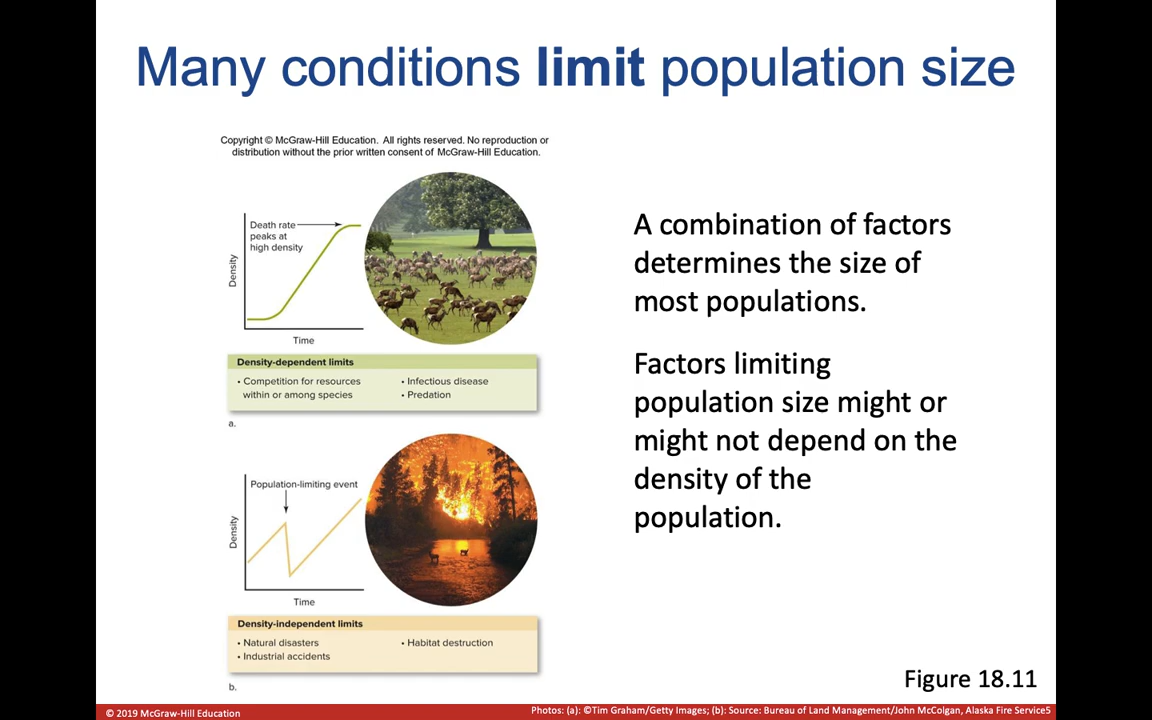 Many conditions limit population size
Copyright © McGraw-Hill Education. All rights reserved. No reproduction or
distribution without the prior written consent of McGraw-Hill Education.
Death rate
peaks at
high density
Density
Time
Density-dependent limits
• Competition for resources
within or among species
• Infectious disease
• Predation
a.
Population-limiting event
Density
Time
Density-independent limits
• Natural disasters
• Industrial accidents
• Habitat destruction
b.
A combination of factors
determines the size of
most populations.
Factors limiting
population size might or
might not depend on the
density of the
population.
Figure 18.11
© 2019 McGraw-Hill Education
Photos: (a): ©Tim Graham/Getty Images; (b): Source: Bureau of Land Management/John McColgan, Alaska Fire Service5